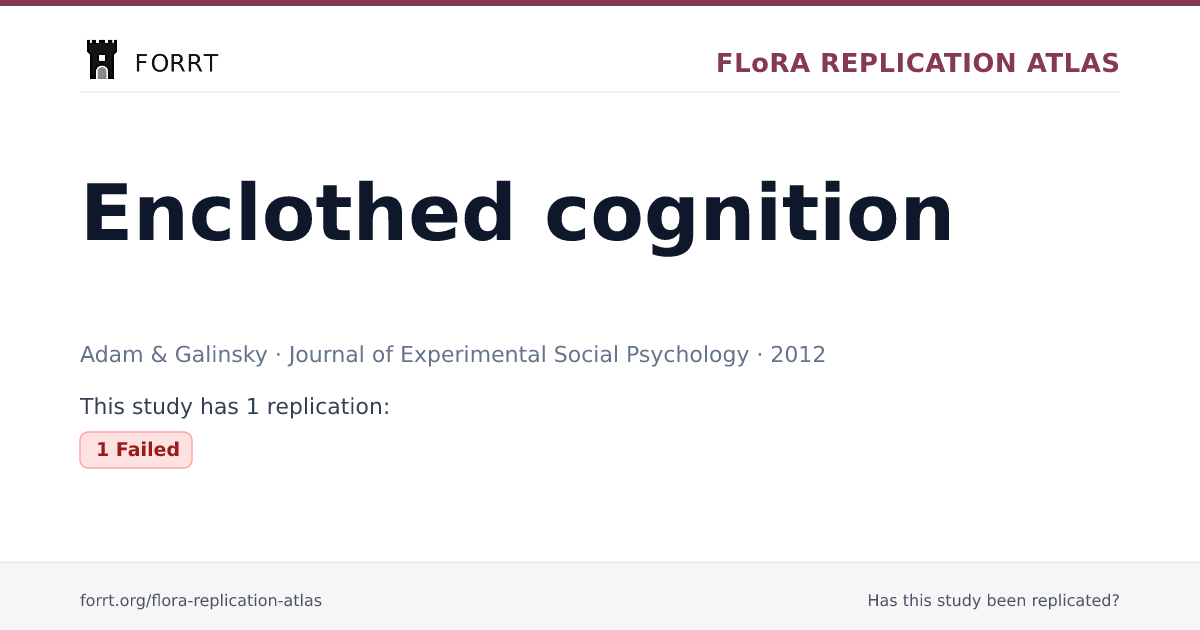 FORRT
FLoRA REPLICATION ATLAS
Enclothed cognition
Adam & Galinsky · Journal of Experimental Social Psychology · 2012
This study has 1 replication:
1 Failed
forrt.org/flora-replication-atlas
Has this study been replicated?